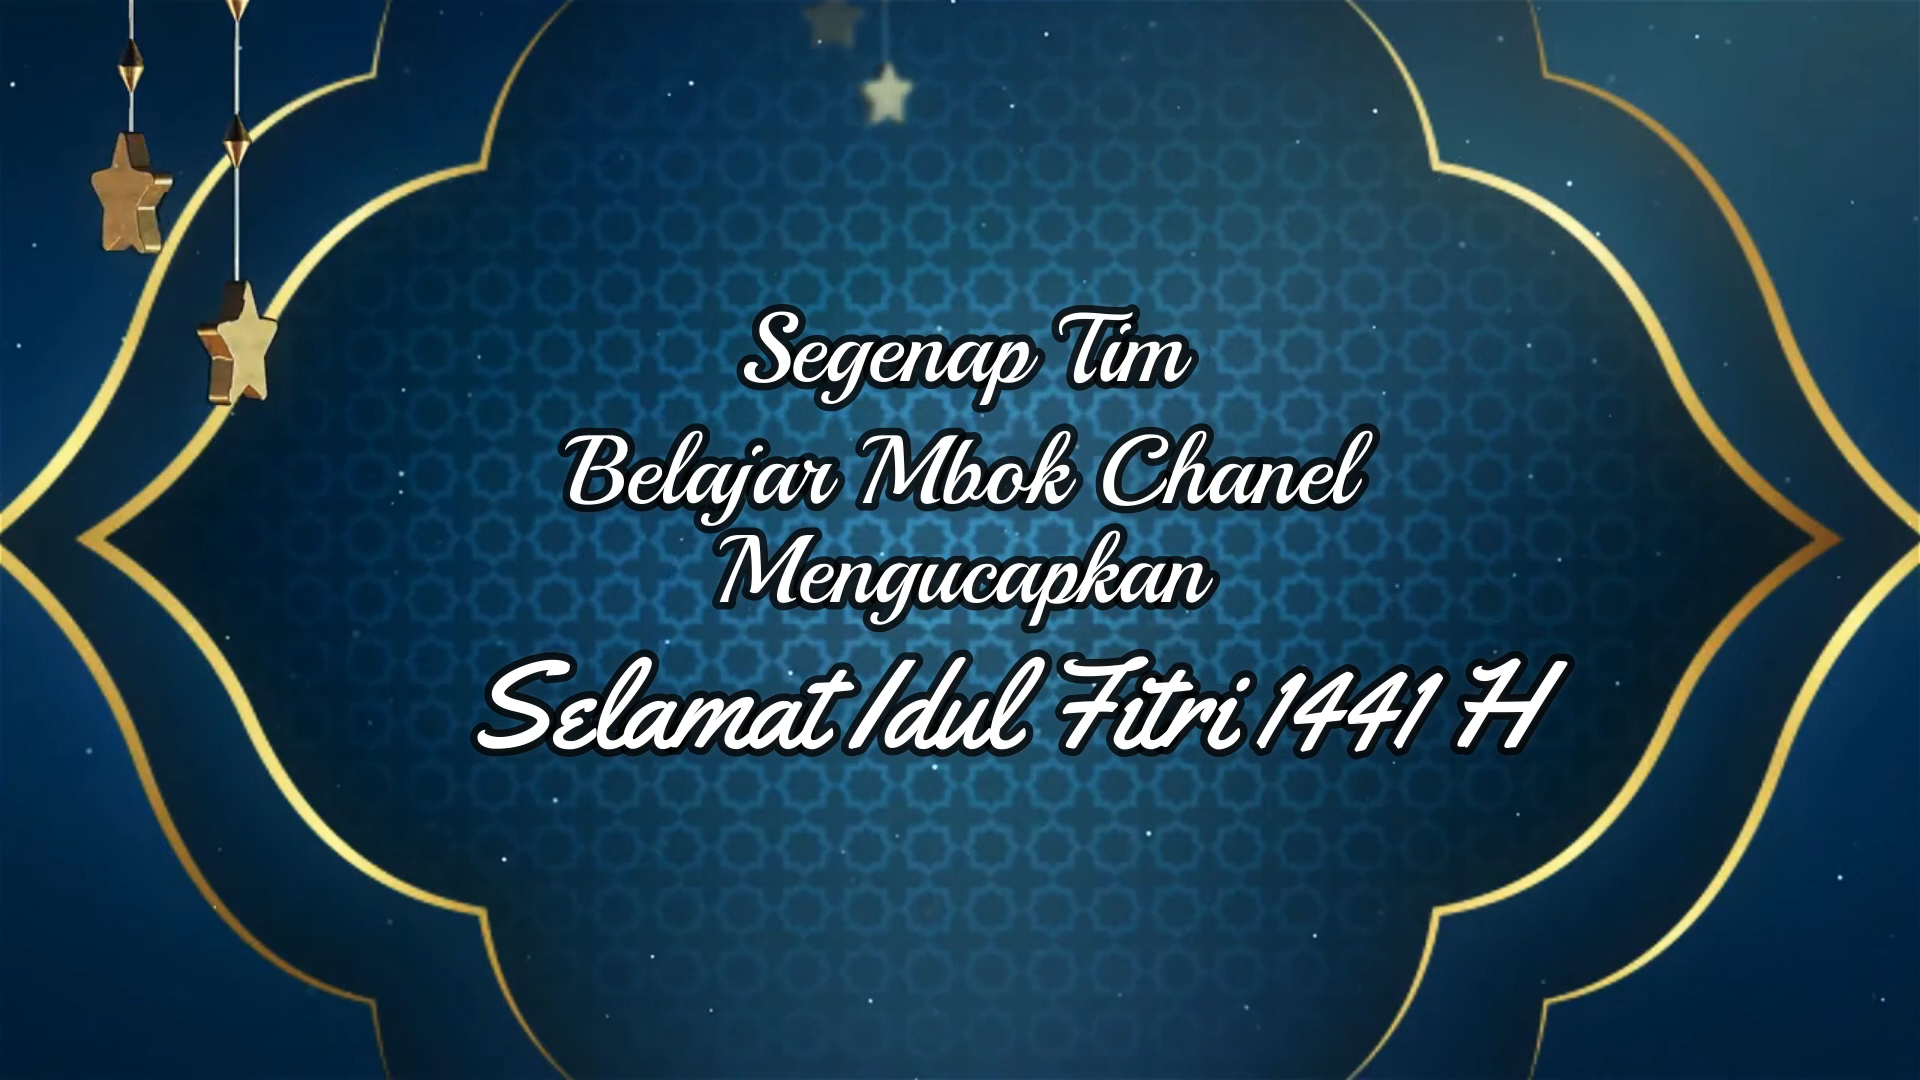 Segenap Tim
Belajar Mbok Chanel
Mengucapkan
Selamat Idul Fitri 1441 H